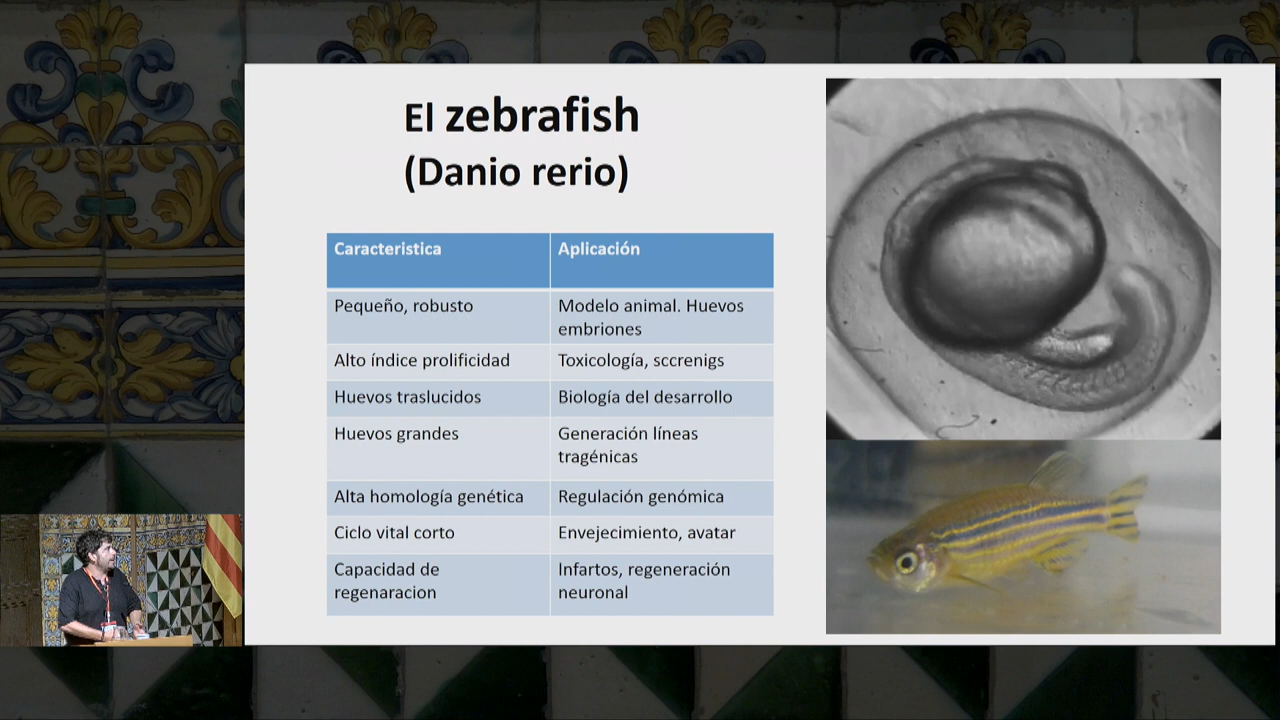 El zebrafish
(Danio rerio)
Caracteristica
Aplicación
Pequeño, robusto
Modelo animal. Huevos
embriones
Alto índice prolificidad
Toxicología, sccrenigs
Huevos traslucidos
Biología del desarrollo
Huevos grandes
Generación líneas
tragénicas
Alta homología genética
Regulación genómica
Ciclo vital corto
Envejecimiento, avatar
Capacidad de
regenaracion
Infartos, regeneración
neuronal